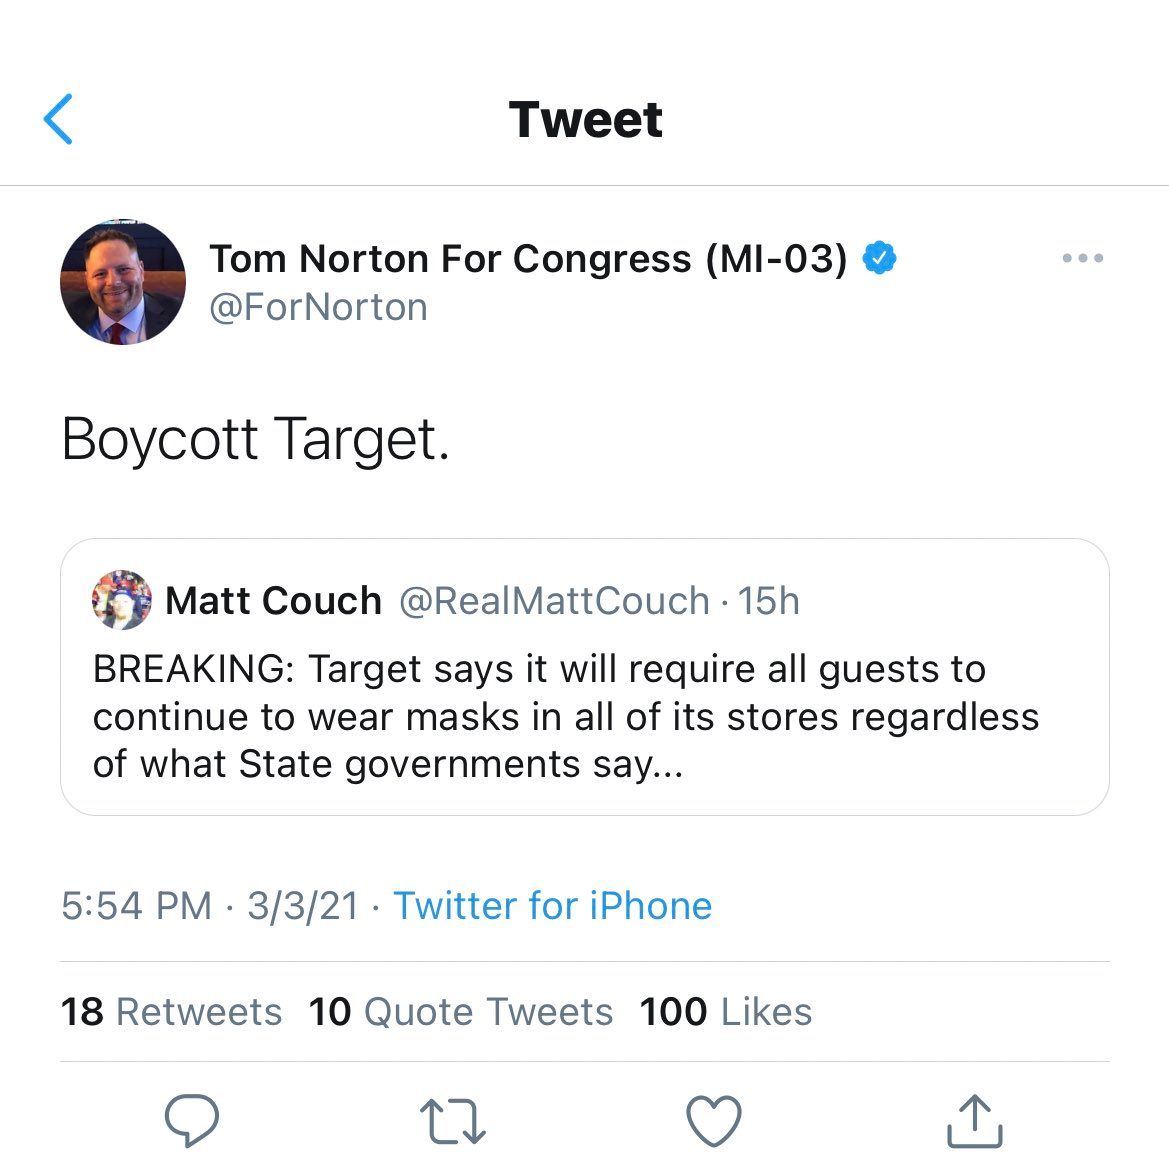 Tweet
Tom Norton For Congress (MI-03)
@ForNorton
Boycott Target.
Matt Couch @RealMattCouch · 15h
BREAKING: Target says it will require all guests to
continue to wear masks in all of its stores regardless
of what State governments say...
5:54 PM · 3/3/21 · Twitter for iPhone
18 Retweets 10 Quote Tweets 100 Likes